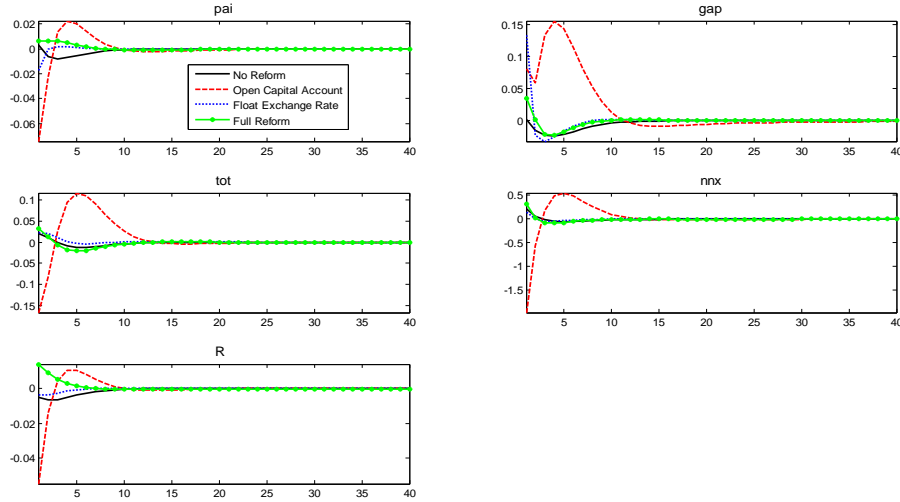 pai
0.02
0
-0.02
-0.04
-0.06
5 10 15 20 25 30 35 40
No Reform
Open Capital Account
Float Exchange Rate
Full Reform
gap
0.15
0.1
0.05
0
5 10 15 20 25 30 35 40
tot
0.1
0.05
0
-0.05
-0.1
-0.15
5 10 15 20 25 30 35 40
nnx
0.5
0
-0.5
-1
-1.5
5 10 15 20 25 30 35 40
R
0
-0.02
-0.04
5 10 15 20 25 30 35 40